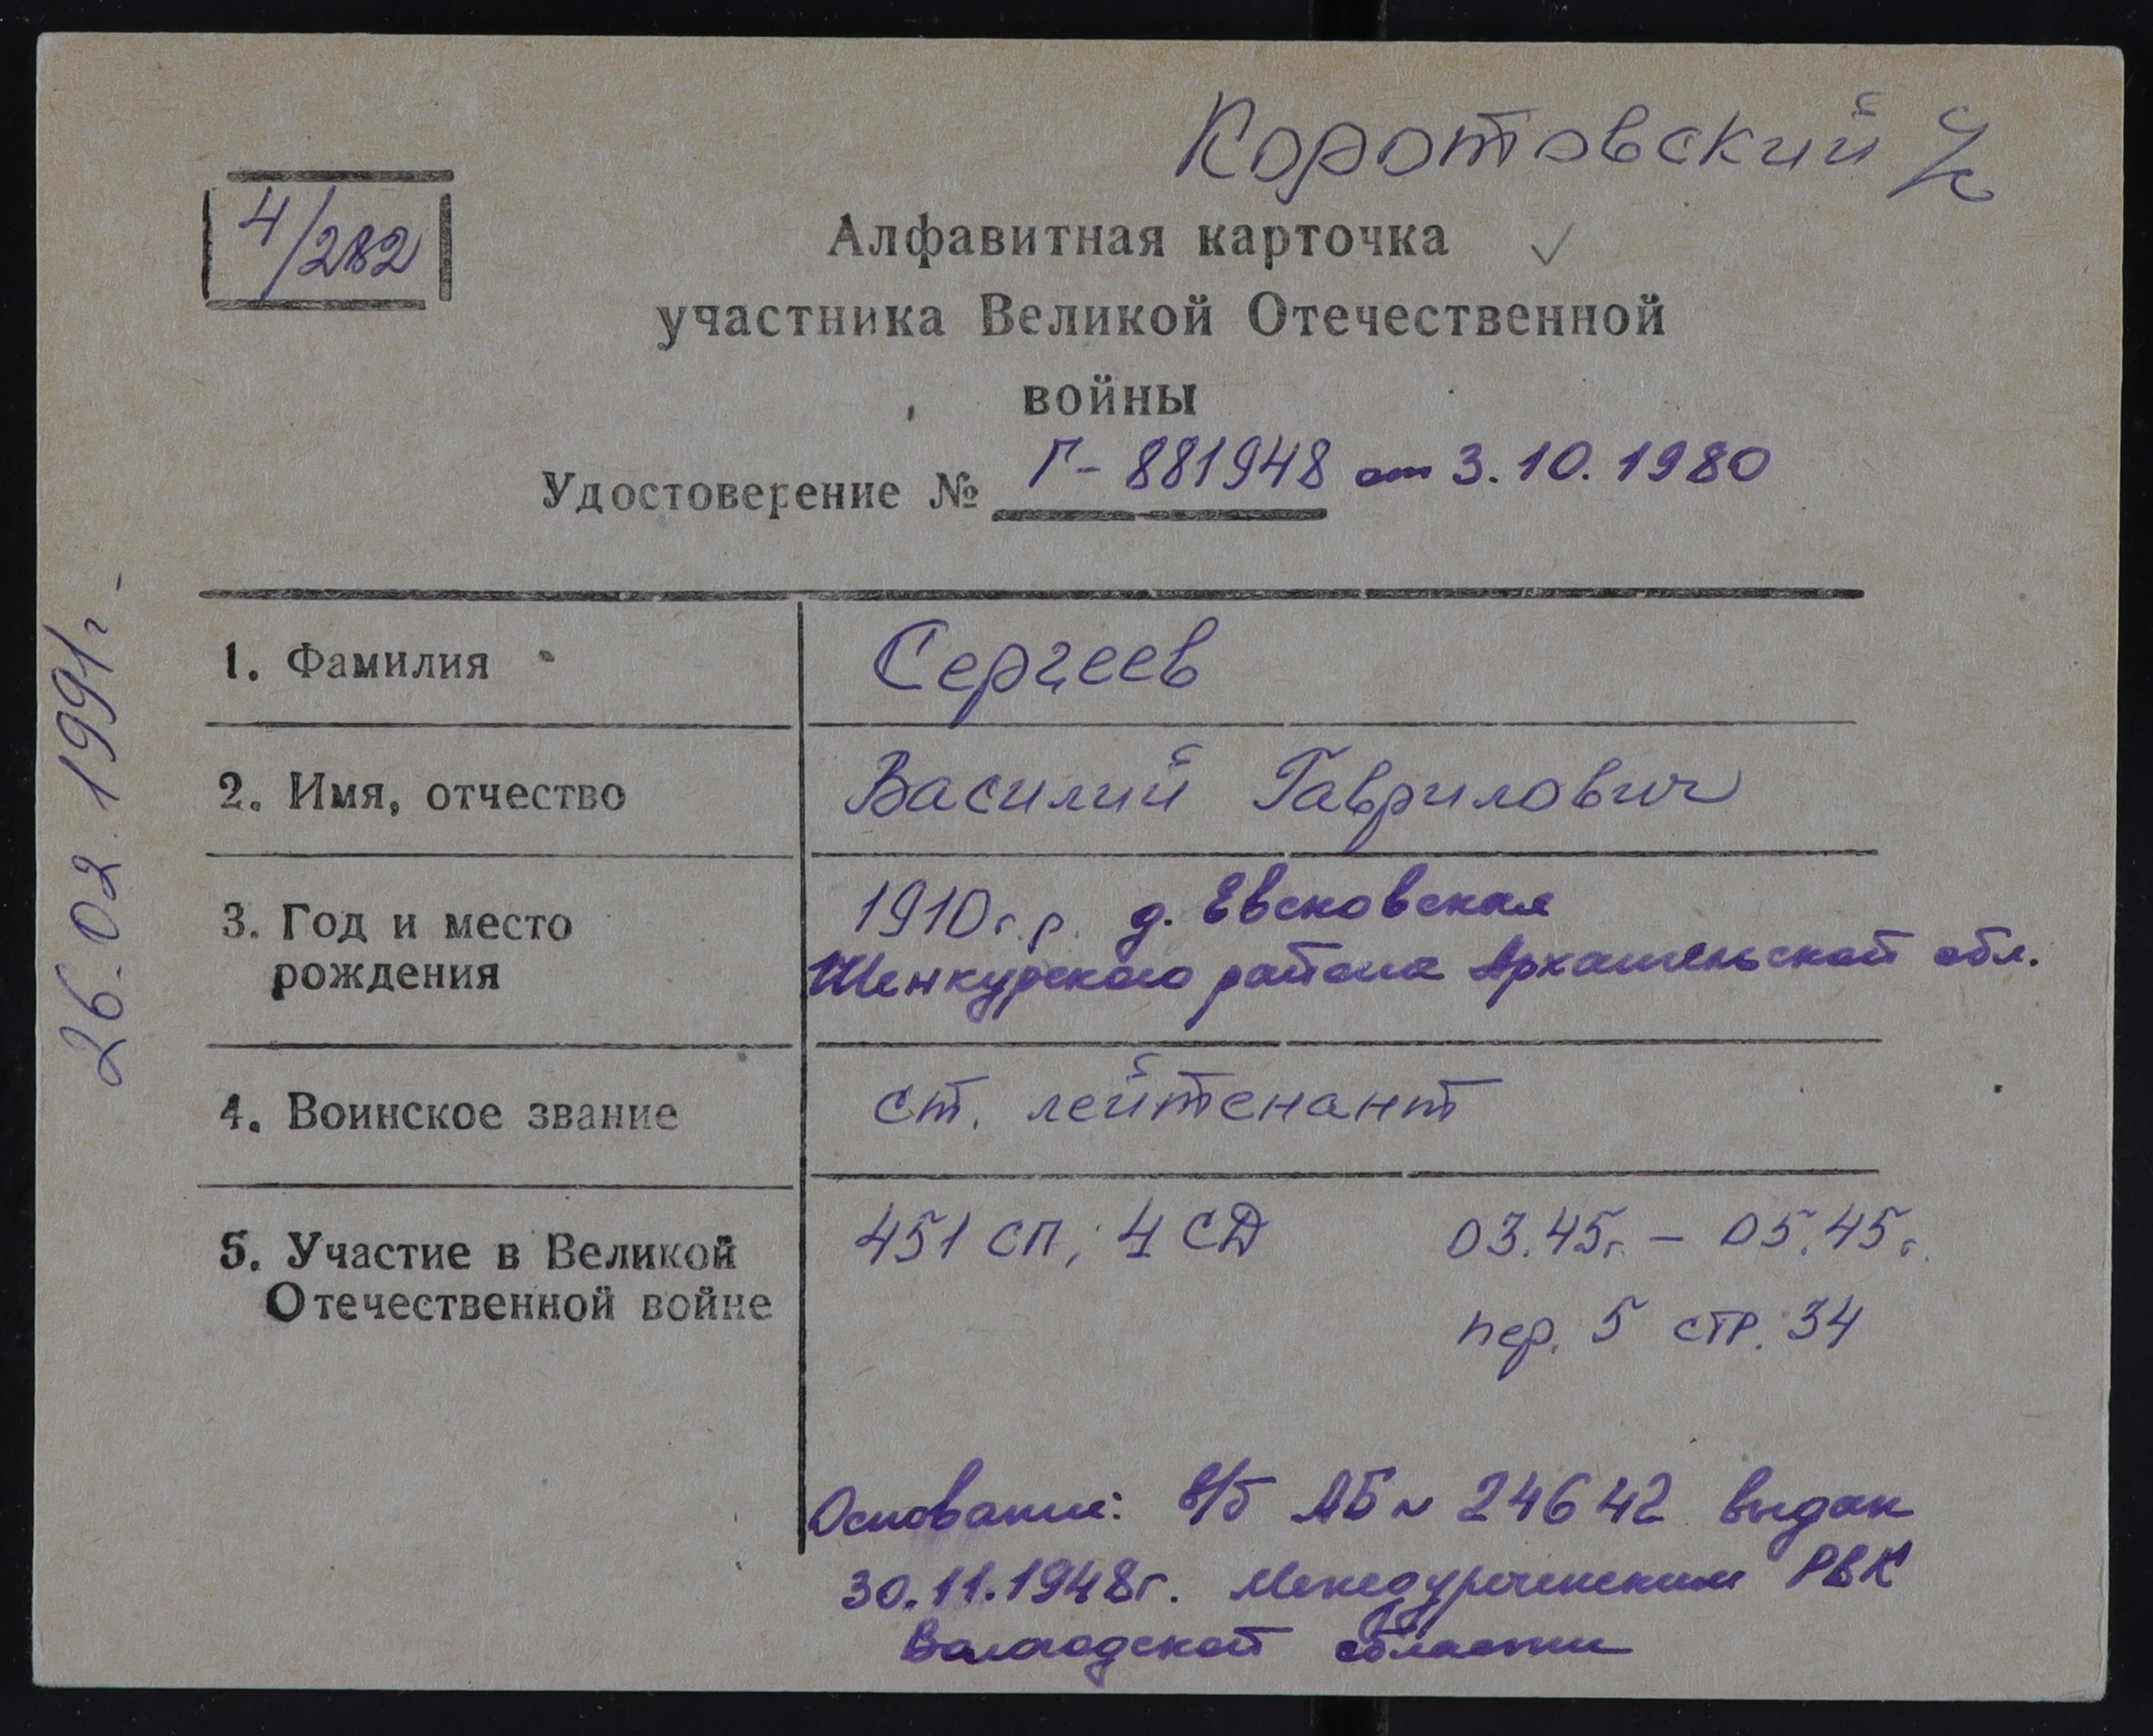 Коротовский
4/282
Алфавитная карточка
участника Великой Отечественной
войны
Удостоверение № Г-881948 от 3.10.1980
26.02.1991г.
1. Фамилия Сергеев
2. Имя, отчество Василий Гаврилович
3. Год и место 1910г.р. д. Евсковская
рождения Шенкурского района Архангельской обл.
4. Воинское звание ст. лейтенант
5. Участие в Великой 451 сп, 4 СД 03.45г. – 05.45г.
Отечественной войне пер. 5 стр. 34
Основание: в/б АБ № 24642 выдан
30.11.1948г. Междуреченским РВК
Вологодской области